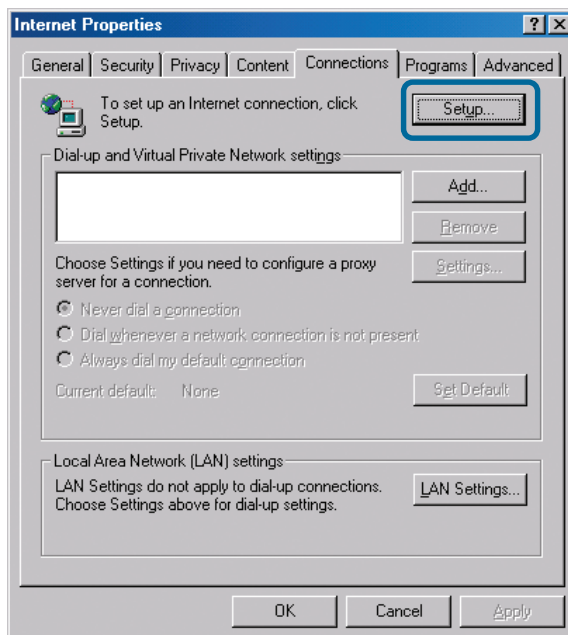 Internet Properties
General Security Privacy Content Connections Programs Advanced
To set up an Internet connection, click
Setup.
Setup...
Dial-up and Virtual Private Network settings
Add...
Remove
Choose Settings if you need to configure a proxy
server for a connection.
Settings...
Never dial a connection
Dial whenever a network connection is not present
Always dial my default connection
Current default: None
Set Default
Local Area Network (LAN) settings
LAN Settings do not apply to dial-up connections.
Choose Settings above for dial-up settings.
LAN Settings...
OK Cancel Apply